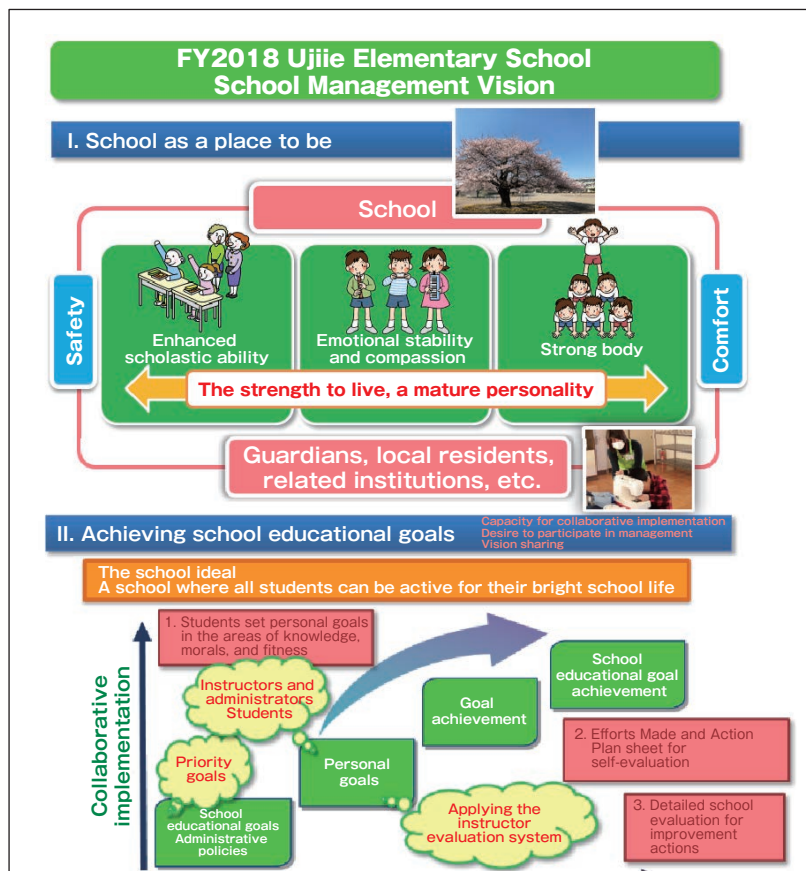 FY2018 Ujiie Elementary School
School Management Vision
I. School as a place to be
School
Safety
Comfort
Enhanced
scholastic ability
Emotional stability
and compassion
Strong body
The strength to live, a mature personality
Guardians, local residents,
related institutions, etc.
II. Achieving school educational goals
Capacity for collaborative implementation
Desire to participate in management
Vision sharing
The school ideal
A school where all students can be active for their bright school life
Collaborative
implementation
1. Students set personal goals
in the areas of knowledge,
morals, and fitness
Instructors and
administrators
Students
Priority
goals
School
educational goals
Administrative
policies
Personal
goals
Goal
achievement
School
educational goal
achievement
Applying the
instructor
evaluation system
2. Efforts Made and Action
Plan sheet for
self-evaluation
3. Detailed school
evaluation for
improvement
actions